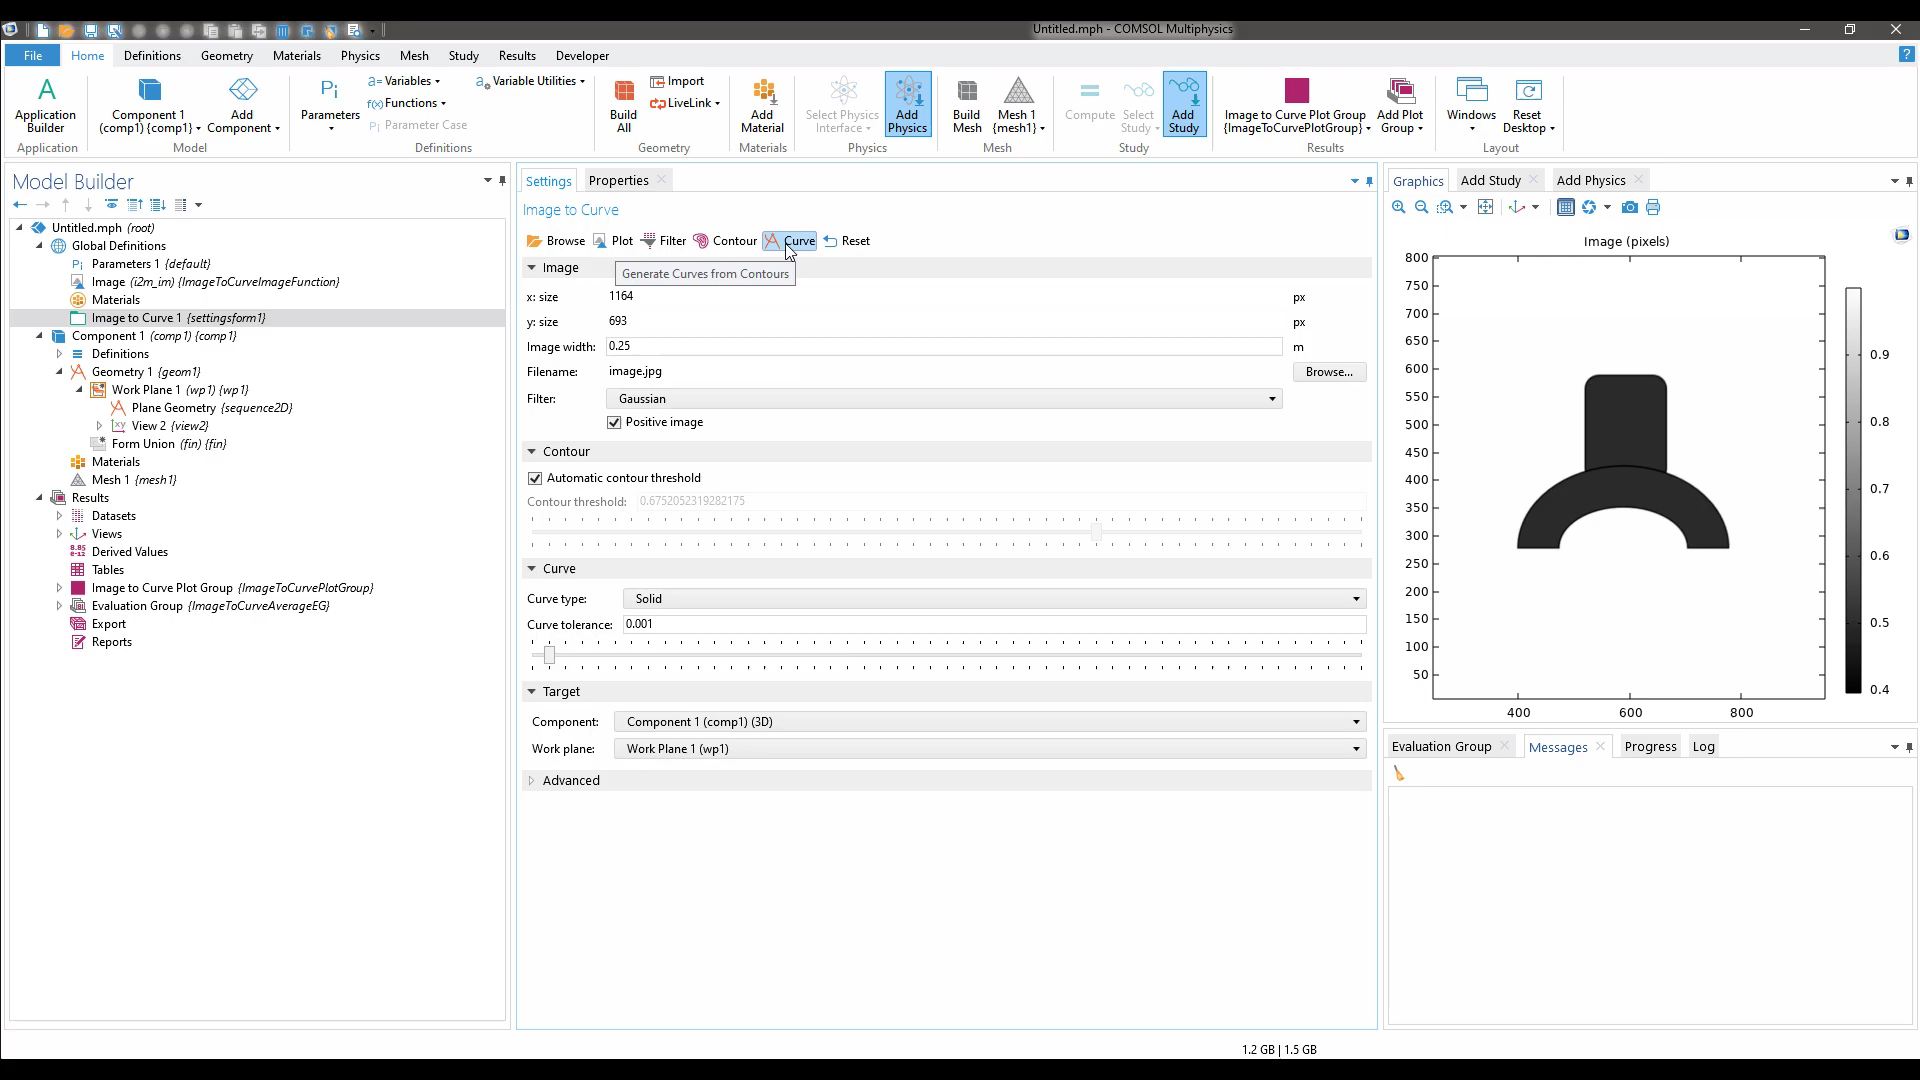 Untitled.mph - COMSOL Multiphysics
File Home Definitions Geometry Materials Physics Mesh Study Results Developer
Application Builder
Application
Component 1 (comp1) {comp1}
Add Component
Model
Parameters
a= Variables
f(x) Functions
Pi Parameter Case
a= Variable Utilities
Definitions
Build All
Import
LiveLink
Geometry
Add Material
Materials
Select Physics Interface
Add Physics
Physics
Build Mesh
Mesh 1 {mesh1}
Mesh
Compute
Select Study
Add Study
Study
Image to Curve Plot Group {ImageToCurvePlotGroup}
Add Plot Group
Results
Windows
Reset Desktop
Layout
Model Builder
Untitled.mph (root)
Global Definitions
Pi Parameters 1 {default}
Image (i2m_im) {ImageToCurveImageFunction}
Materials
Image to Curve 1 {settingsform1}
Component 1 (comp1) {comp1}
Definitions
Geometry 1 {geom1}
Work Plane 1 (wp1) {wp1}
Plane Geometry {sequence2D}
View 2 {view2}
Form Union (fin) {fin}
Materials
Mesh 1 {mesh1}
Results
Datasets
Views
8.85 e-12 Derived Values
Tables
Image to Curve Plot Group {ImageToCurvePlotGroup}
Evaluation Group {ImageToCurveAverageEG}
Export
Reports
Settings Properties
Image to Curve
Browse Plot Filter Contour Curve Reset
Image
Generate Curves from Contours
x: size 1164 px
y: size 693 px
Image width: 0.25 m
Filename: image.jpg Browse...
Filter: Gaussian
Positive image
Contour
Automatic contour threshold
Contour threshold: 0.6752052319282175
Curve
Curve type: Solid
Curve tolerance: 0.001
Target
Component: Component 1 (comp1) (3D)
Work plane: Work Plane 1 (wp1)
Advanced
Graphics Add Study Add Physics
Image (pixels)
800
750
700
650
600
550
500
450
400
350
300
250
200
150
100
50
400 600 800
0.9
0.8
0.7
0.6
0.5
0.4
Evaluation Group Messages Progress Log
1.2 GB | 1.5 GB